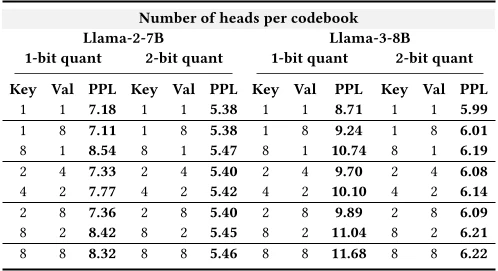 Number of heads per codebook
Llama-2-7B Llama-3-8B
1-bit quant 2-bit quant 1-bit quant 2-bit quant
Key Val PPL Key Val PPL Key Val PPL Key Val PPL
1 1 7.18 1 1 5.38 1 1 8.71 1 1 5.99
1 8 7.11 1 8 5.38 1 8 9.24 1 8 6.01
8 1 8.54 8 1 5.47 8 1 10.74 8 1 6.19
2 4 7.33 2 4 5.40 2 4 9.70 2 4 6.08
4 2 7.77 4 2 5.42 4 2 10.10 4 2 6.14
2 8 7.36 2 8 5.40 2 8 9.89 2 8 6.09
8 2 8.42 8 2 5.45 8 2 11.04 8 2 6.21
8 8 8.32 8 8 5.46 8 8 11.68 8 8 6.22